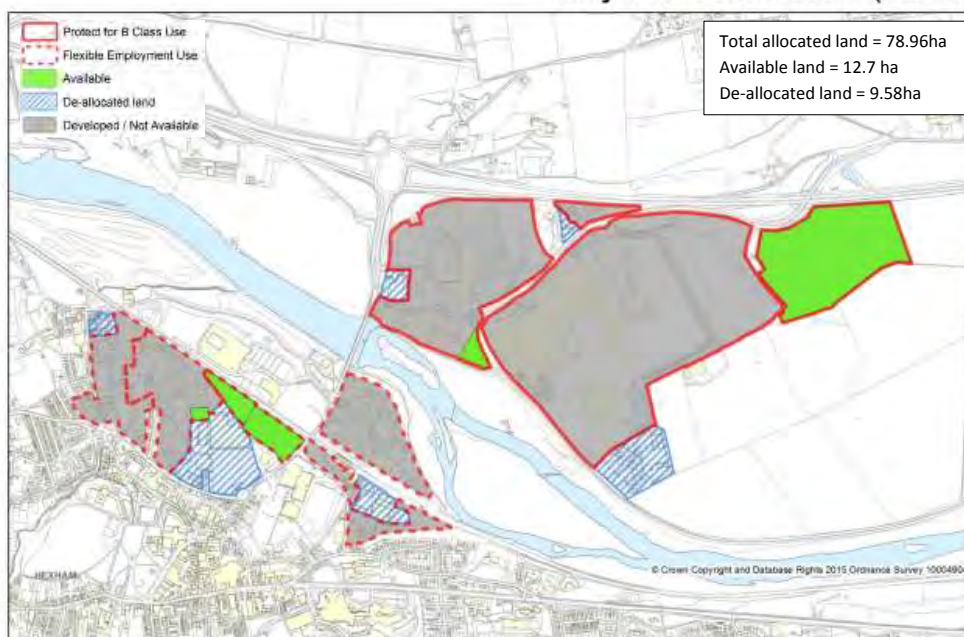 Protect for B Class Use
Flexible Employment Use
Available
De-allocated land
Developed / Not Available
Total allocated land = 78.96ha
Available land = 12.7 ha
De-allocated land = 9.58ha
HEXHAM
© Crown Copyright and Database Rights 2015 Ordnance Survey 10004904